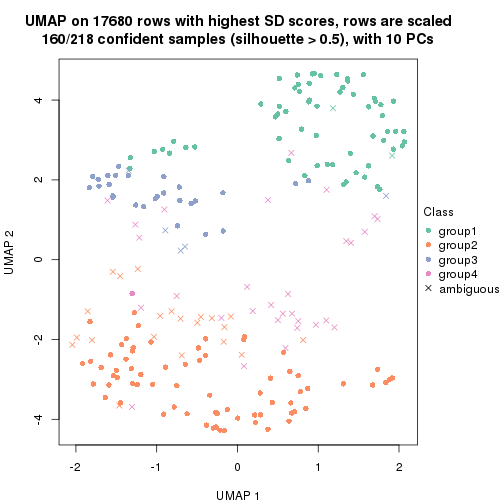 UMAP on 17680 rows with highest SD scores, rows are scaled
160/218 confident samples (silhouette > 0.5), with 10 PCs
4
2
0
-2
-4
UMAP 2
-2
-1
0
1
2
UMAP 1
Class
group1
group2
group3
group4
ambiguous